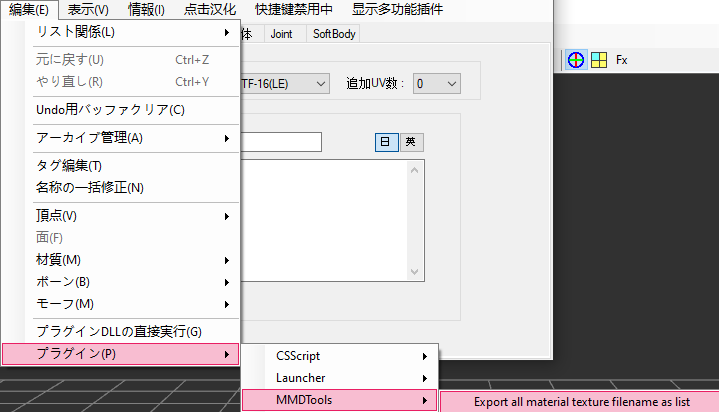 編集(E) 表示(V) 情報(I) 点击汉化 快捷键禁用中 显示多功能插件
リスト関係(L)
体 Joint SoftBody
元に戻す(U) Ctrl+Z
やり直し(R) Ctrl+Y
Fx
TF-16(LE) 追加UV数 : 0
Undo用バッファクリア(C)
アーカイブ管理(A)
日 英
タグ編集(T)
名称の一括修正(N)
頂点(V)
面(F)
材質(M)
ボーン(B)
モーフ(M)
プラグインDLLの直接実行(G)
プラグイン(P)
CSScript
Launcher
MMDTools
Export all material texture filename as list